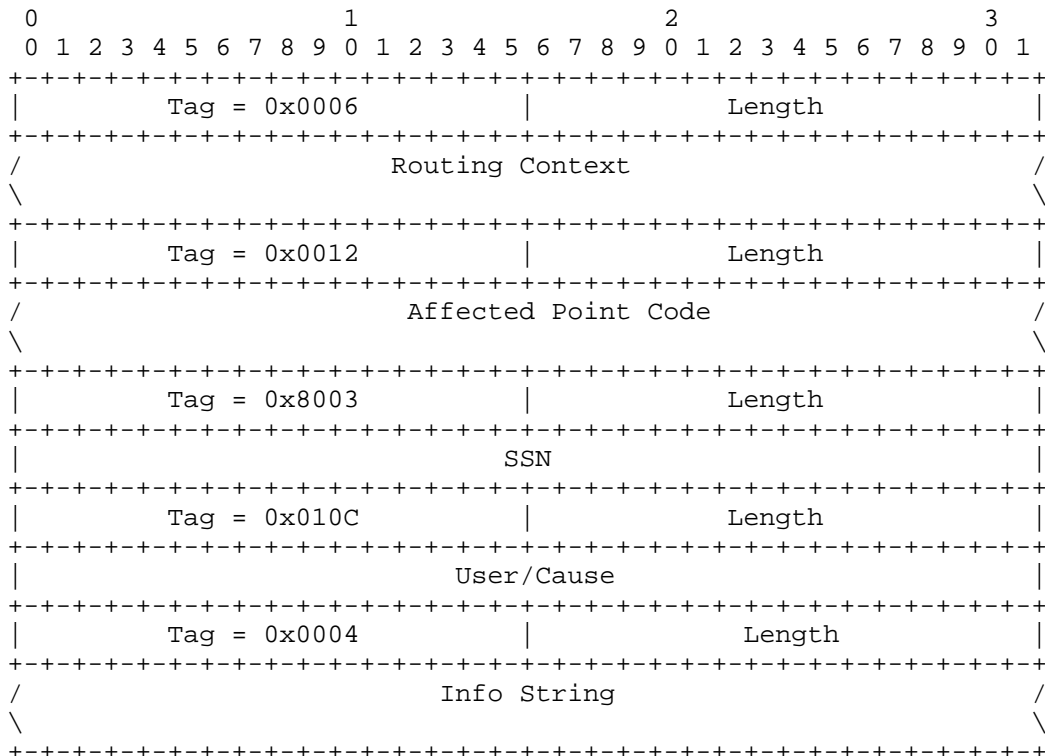 0                   1                   2                   3
 0 1 2 3 4 5 6 7 8 9 0 1 2 3 4 5 6 7 8 9 0 1 2 3 4 5 6 7 8 9 0 1
+-+-+-+-+-+-+-+-+-+-+-+-+-+-+-+-+-+-+-+-+-+-+-+-+-+-+-+-+-+-+-+-+
|         Tag = 0x0006          |            Length             |
+-+-+-+-+-+-+-+-+-+-+-+-+-+-+-+-+-+-+-+-+-+-+-+-+-+-+-+-+-+-+-+-+
/                       Routing Context                         /
\                                                               \
+-+-+-+-+-+-+-+-+-+-+-+-+-+-+-+-+-+-+-+-+-+-+-+-+-+-+-+-+-+-+-+-+
|         Tag = 0x0012          |            Length             |
+-+-+-+-+-+-+-+-+-+-+-+-+-+-+-+-+-+-+-+-+-+-+-+-+-+-+-+-+-+-+-+-+
/                        Affected Point Code                    /
\                                                               \
+-+-+-+-+-+-+-+-+-+-+-+-+-+-+-+-+-+-+-+-+-+-+-+-+-+-+-+-+-+-+-+-+
|         Tag = 0x8003          |            Length             |
+-+-+-+-+-+-+-+-+-+-+-+-+-+-+-+-+-+-+-+-+-+-+-+-+-+-+-+-+-+-+-+-+
|                              SSN                              |
+-+-+-+-+-+-+-+-+-+-+-+-+-+-+-+-+-+-+-+-+-+-+-+-+-+-+-+-+-+-+-+-+
|         Tag = 0x010C          |            Length             |
+-+-+-+-+-+-+-+-+-+-+-+-+-+-+-+-+-+-+-+-+-+-+-+-+-+-+-+-+-+-+-+-+
|                           User/Cause                          |
+-+-+-+-+-+-+-+-+-+-+-+-+-+-+-+-+-+-+-+-+-+-+-+-+-+-+-+-+-+-+-+-+
|         Tag = 0x0004          |             Length            |
+-+-+-+-+-+-+-+-+-+-+-+-+-+-+-+-+-+-+-+-+-+-+-+-+-+-+-+-+-+-+-+-+
/                          Info String                          /
\                                                               \
+-+-+-+-+-+-+-+-+-+-+-+-+-+-+-+-+-+-+-+-+-+-+-+-+-+-+-+-+-+-+-+-+